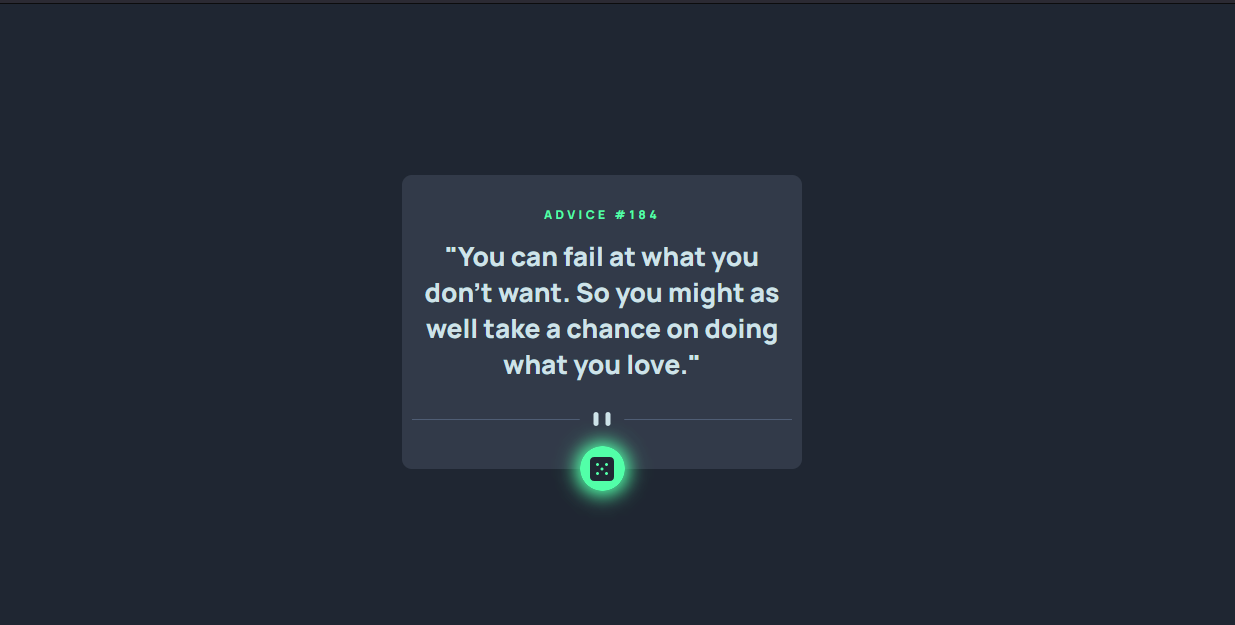 ADVICE #184
"You can fail at what you
don't want. So you might as
well take a chance on doing
what you love."